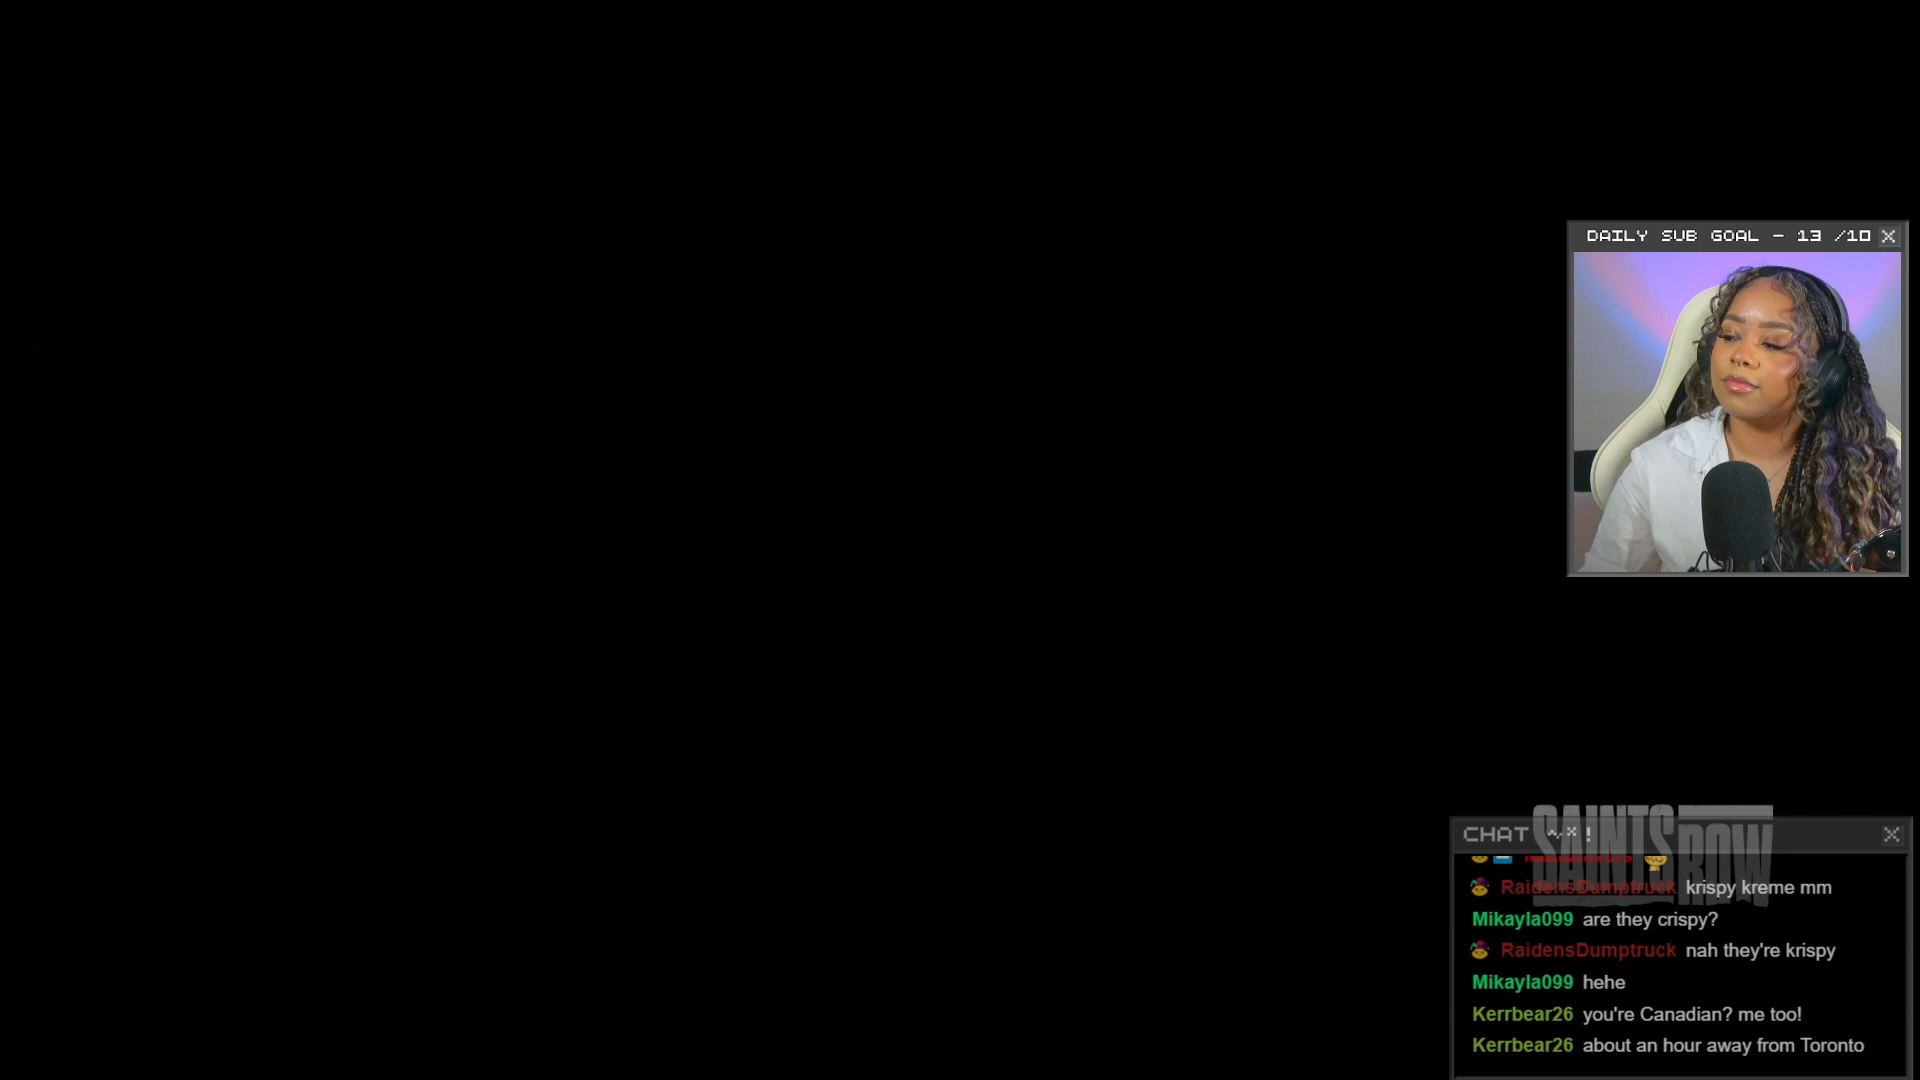 DAILY SUB GOAL - 13 /10
SAINTS ROW
CHAT ~*!
RaidensDumptruck krispy kreme mm
Mikayla099 are they crispy?
RaidensDumptruck nah they're krispy
Mikayla099 hehe
Kerrbear26 you're Canadian? me too!
Kerrbear26 about an hour away from Toronto